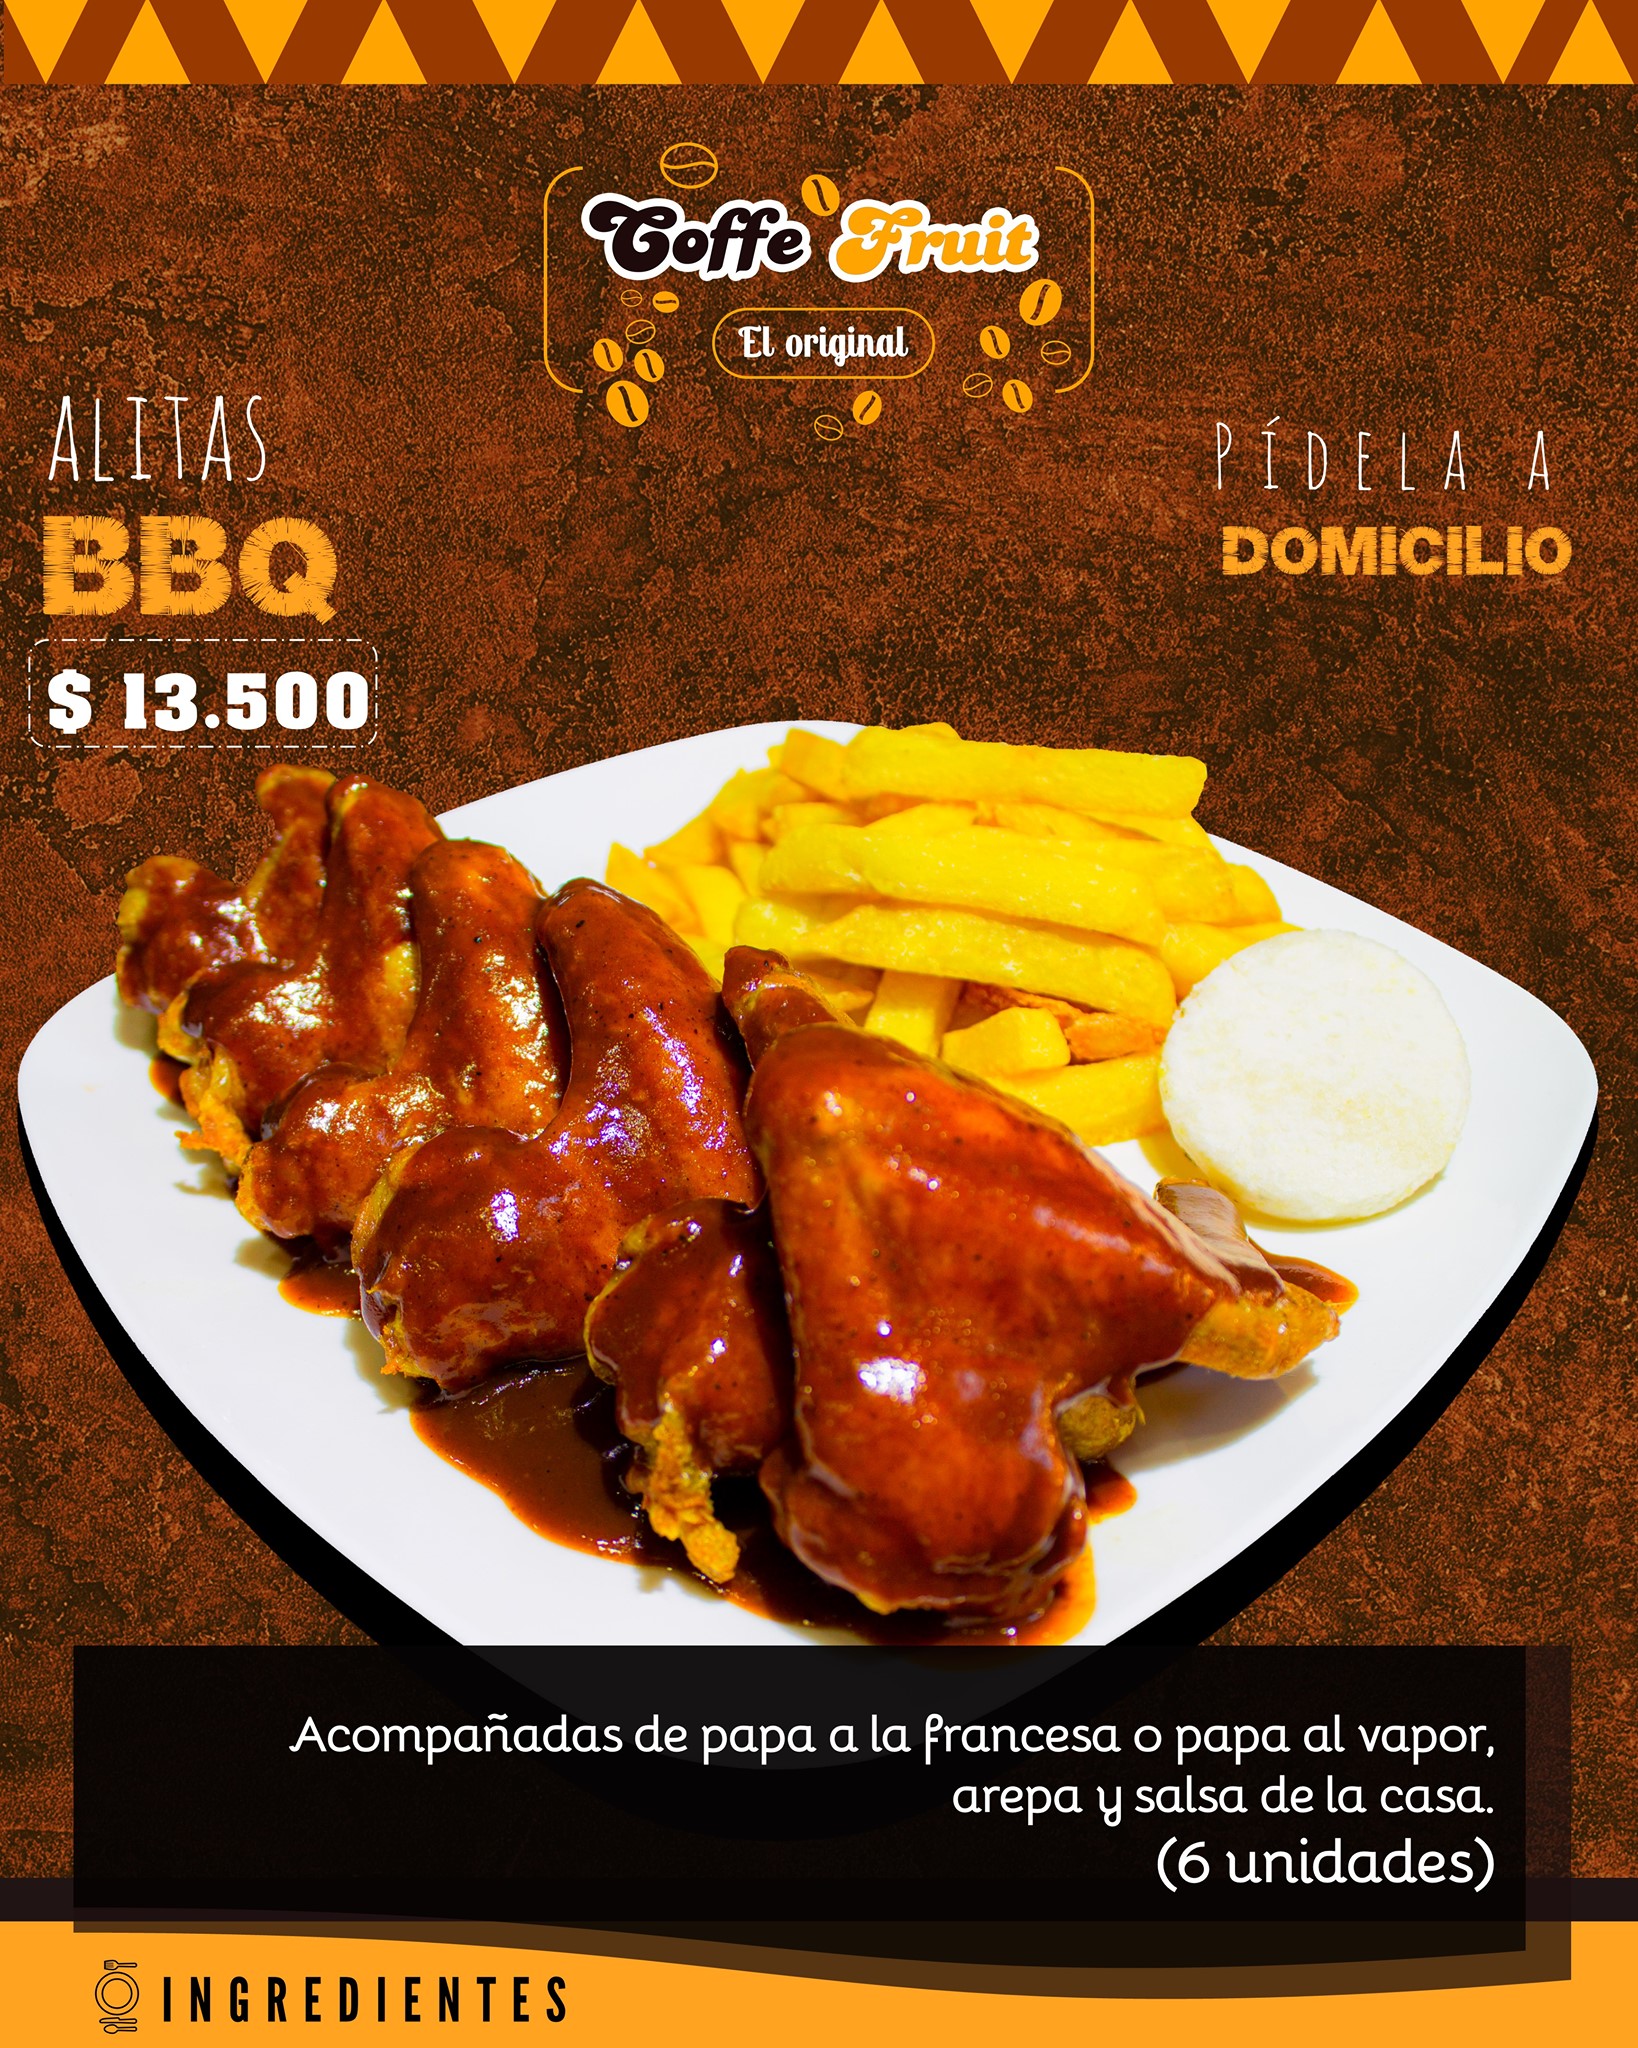 Coffe Fruit
El original
ALITAS
BBQ
$ 13.500
PÍDELA A
DOMICILIO
Acompañadas de papa a la francesa o papa al vapor,
arepa y salsa de la casa.
(6 unidades)
INGREDIENTES